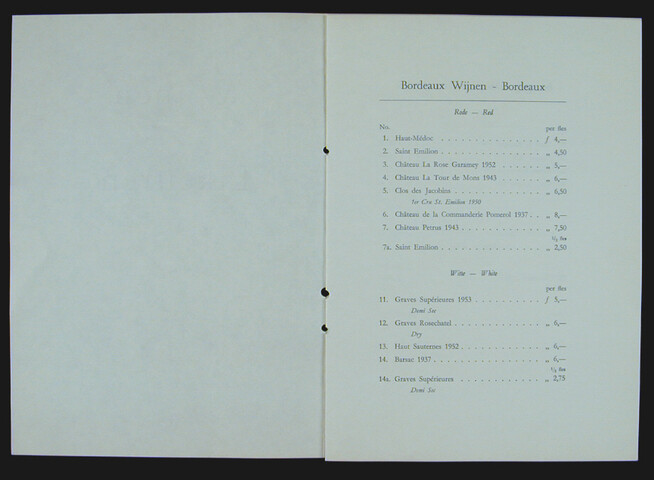 Bordeaux Wijnen - Bordeaux
Rode — Red
No. per fles
1. Haut-Médoc . . . . . . . . . . . . . f 4,—
2. Saint Emilion . . . . . . . . . . . . . „ 4,50
3. Château La Rose Garamey 1952 . . . . . „ 5,—
4. Château La Tour de Mons 1943 . . . . . „ 6,—
5. Clos des Jacobins . . . . . . . . . . . „ 6,50
1er Cru St. Emilion 1950
6. Château de la Commanderie Pomerol 1937 . . „ 8,—
7. Château Petrus 1943 . . . . . . . . . . „ 7,50
½ fles
7a. Saint Emilion . . . . . . . . . . . . . „ 2,50
Witte — White
per fles
11. Graves Supérieures 1953 . . . . . . . . f 5,—
Demi Sec
12. Graves Rosechatel . . . . . . . . . . . „ 6,—
Dry
13. Haut Sauternes 1952 . . . . . . . . . . „ 6,—
14. Barsac 1937 . . . . . . . . . . . . . . „ 6,—
½ fles
14a. Graves Supérieures . . . . . . . . . . „ 2,75
Demi Sec